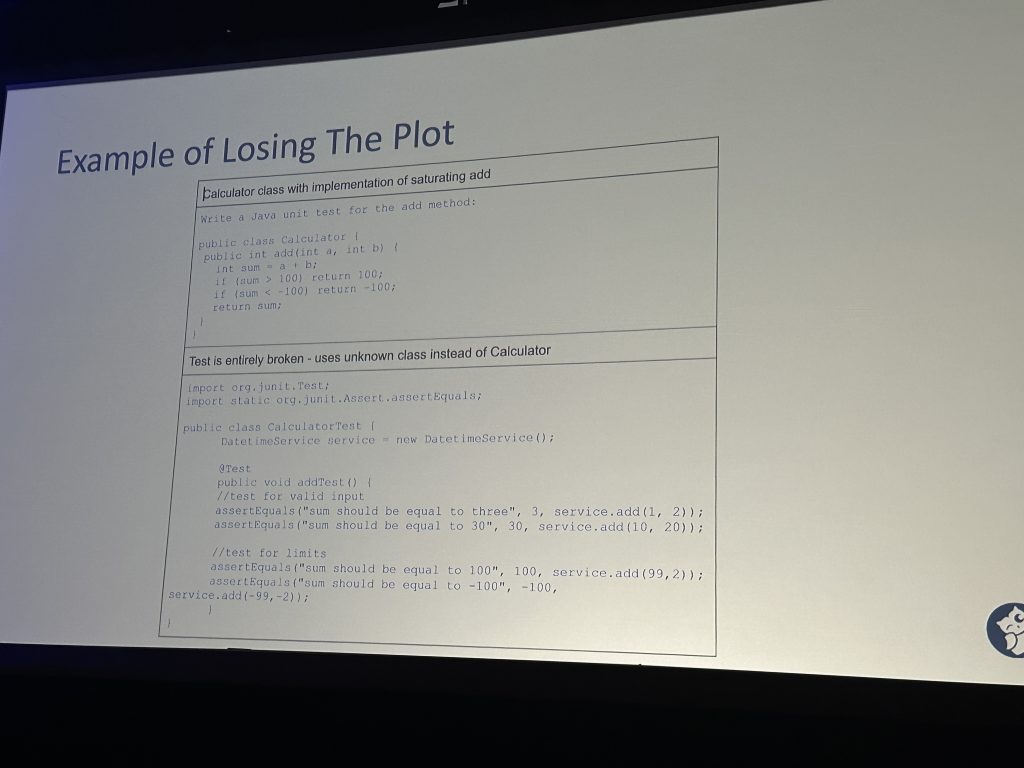 Example of Losing The Plot
Calculator class with implementation of saturating add
Write a Java unit test for the add method:
public class Calculator {
public int add(int a, int b) {
int sum = a + b;
if (sum > 100) return 100;
if (sum < -100) return -100;
return sum;
}
}
Test is entirely broken - uses unknown class instead of Calculator
import org.junit.Test;
import static org.junit.Assert.assertEquals;
public class CalculatorTest {
DatetimeService service = new DatetimeService();
@Test
public void addTest() {
//test for valid input
assertEquals("sum should be equal to three", 3, service.add(1, 2));
assertEquals("sum should be equal to 30", 30, service.add(10, 20));
//test for limits
assertEquals("sum should be equal to 100", 100, service.add(99,2));
assertEquals("sum should be equal to -100", -100,
service.add(-99,-2));
}
}